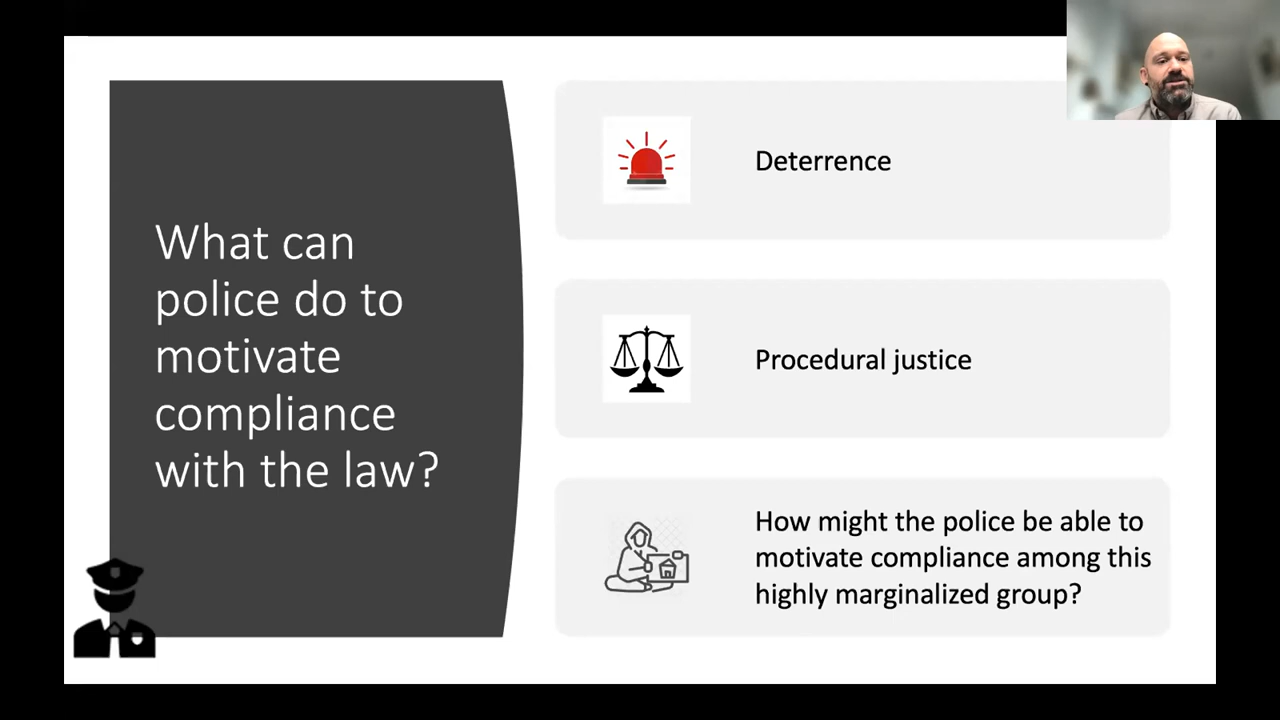 What can
police do to
motivate
compliance
with the law?
Deterrence
Procedural justice
How might the police be able to
motivate compliance among this
highly marginalized group?